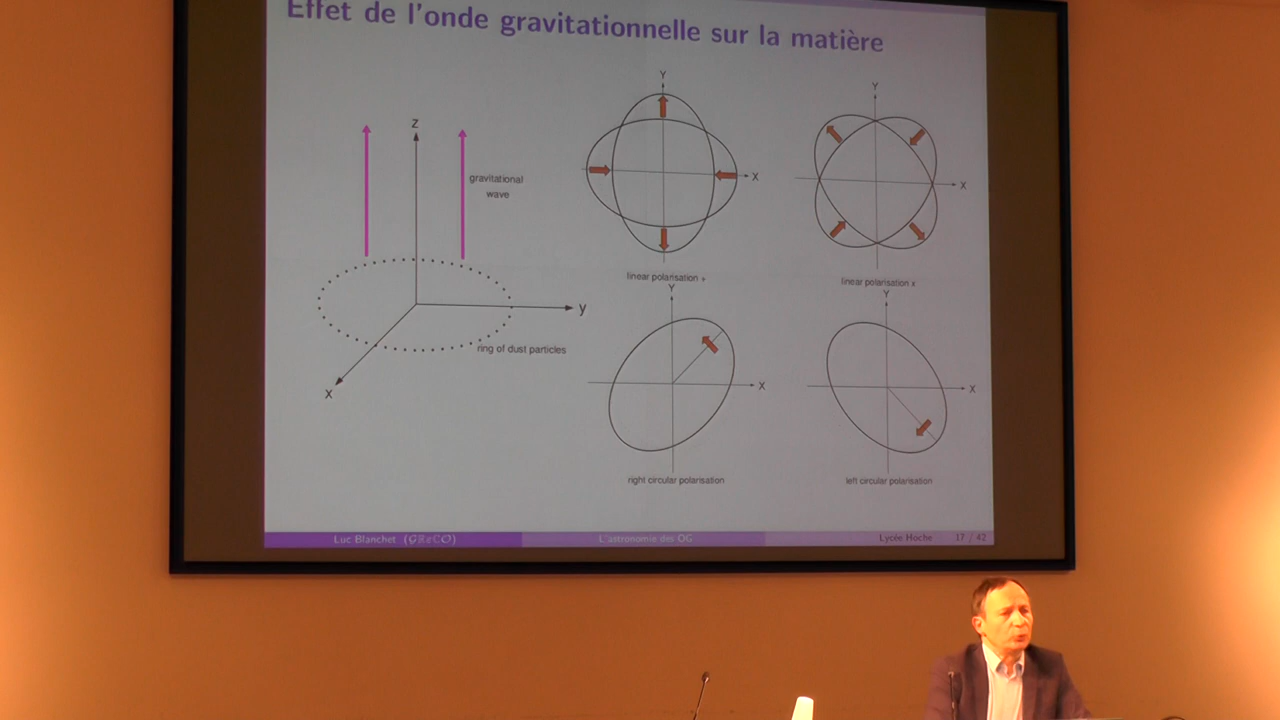 Effet de l'onde gravitationnelle sur la matière
z
gravitational
wave
y
ring of dust particles
x
Y
X
linear polarisation +
Y
X
linear polarisation x
Y
X
right circular polarisation
Y
X
left circular polarisation
Luc Blanchet (GRεCO) L'astronomie des OG Lycée Hoche 17 / 42